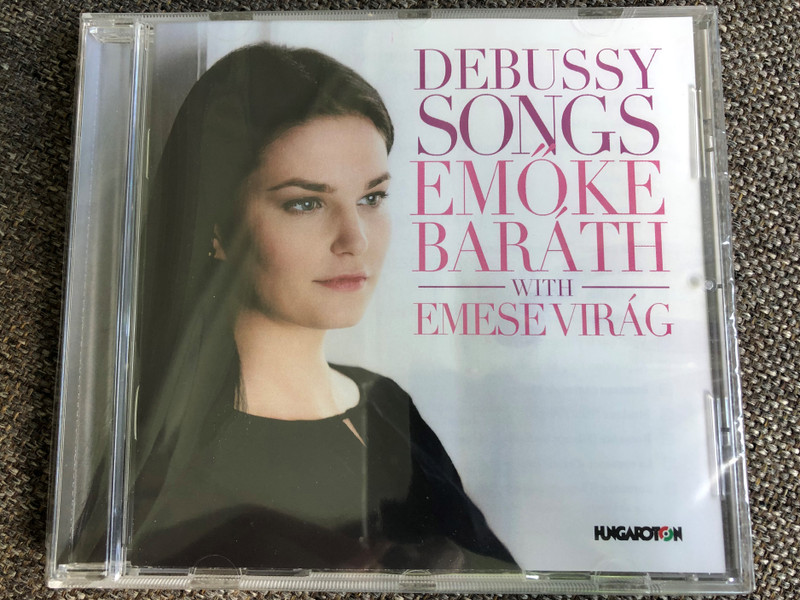 DEBUSSY
SONGS
EMŐKE
BARÁTH
WITH
EMESE VIRÁG
HUNGAROTON